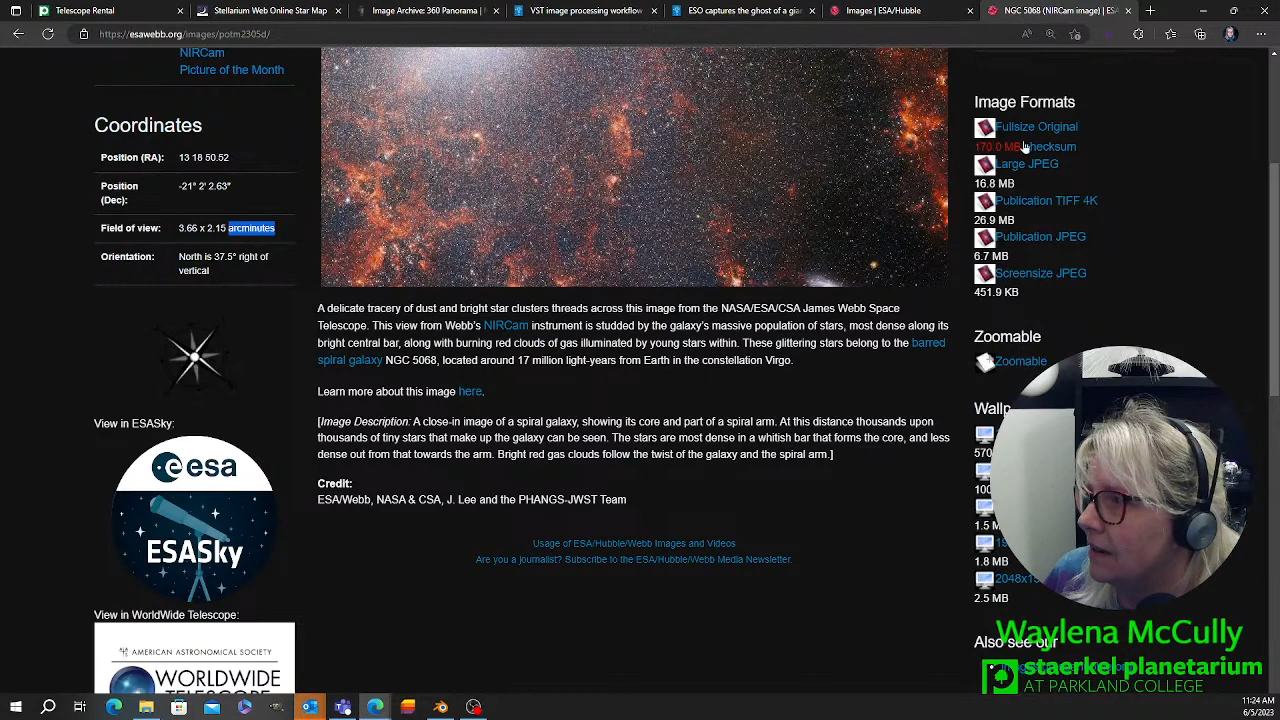 Telescope Range
Stellarium Web Online Star Map
Image Archive: 360 Panorama |
VST image processing workflow
ESO captures the ghost of a gia
Images | ESA/Hubble
NGC 5068 (NIRCam image) | ESA
https://esawebb.org/images/potm2305d/
NIRCam
Picture of the Month
Coordinates
Position (RA): 13 18 50.52
Position -21° 2' 2.63"
(Dec):
Field of view: 3.66 x 2.15 arcminutes
Orientation: North is 37.5° right of
vertical
View in ESASky:
esa
ESASky
View in WorldWide Telescope:
AMERICAN ASTRONOMICAL SOCIETY
WORLDWIDE
TELESCOPE
A delicate tracery of dust and bright star clusters threads across this image from the NASA/ESA/CSA James Webb Space
Telescope. This view from Webb's NIRCam instrument is studded by the galaxy's massive population of stars, most dense along its
bright central bar, along with burning red clouds of gas illuminated by young stars within. These glittering stars belong to the barred
spiral galaxy NGC 5068, located around 17 million light-years from Earth in the constellation Virgo.
Learn more about this image here.
[Image Description: A close-in image of a spiral galaxy, showing its core and part of a spiral arm. At this distance thousands upon
thousands of tiny stars that make up the galaxy can be seen. The stars are most dense in a whitish bar that forms the core, and less
dense out from that towards the arm. Bright red gas clouds follow the twist of the galaxy and the spiral arm.]
Credit:
ESA/Webb, NASA & CSA, J. Lee and the PHANGS-JWST Team
Usage of ESA/Hubble/Webb Images and Videos
Are you a journalist? Subscribe to the ESA/Hubble/Webb Media Newsletter.
Image Formats
Fullsize Original
170.0 MB checksum
Large JPEG
16.8 MB
Publication TIFF 4K
26.9 MB
Publication JPEG
6.7 MB
Screensize JPEG
451.9 KB
Zoomable
Zoomable
Wallp
570
100
1.5 M
1.8 MB
2048x15
2.5 MB
Also see our
Waylena McCully
staerkel planetarium
AT PARKLAND COLLEGE
11:24 AM
6/5/2023